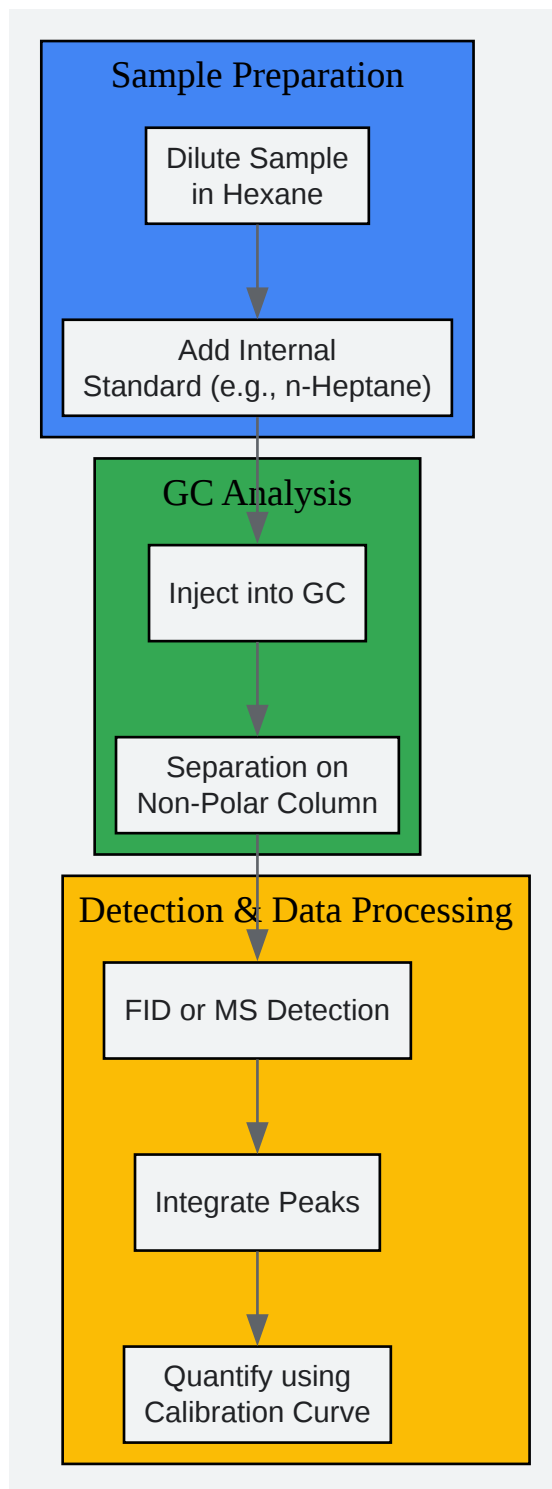 Sample Preparation
Dilute Sample
in Hexane
Add Internal
Standard (e.g., n-Heptane)
GC Analysis
Inject into GC
Separation on
Non-Polar Column
Detection & Data Processing
FID or MS Detection
Integrate Peaks
Quantify using
Calibration Curve